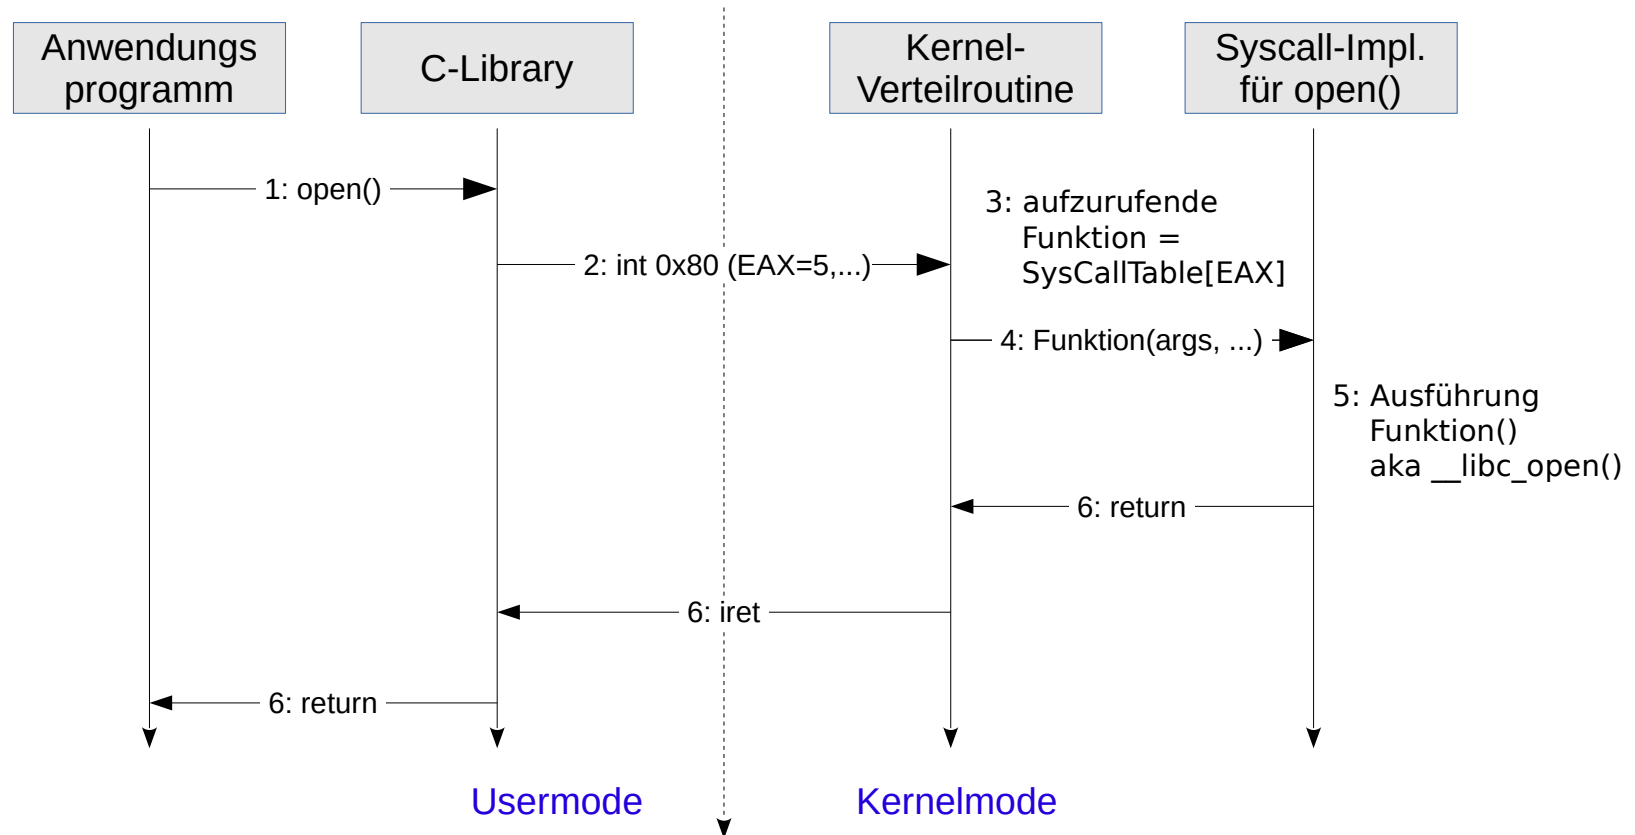 Anwendungs
programm
C-Library
Kernel-
Verteilroutine
Syscall-Impl.
für open()
1: open()
2: int 0x80 (EAX=5,...)
3: aufzurufende
Funktion =
SysCallTable[EAX]
4: Funktion(args, ...)
5: Ausführung
Funktion()
aka __libc_open()
6: return
6: iret
6: return
Usermode
Kernelmode